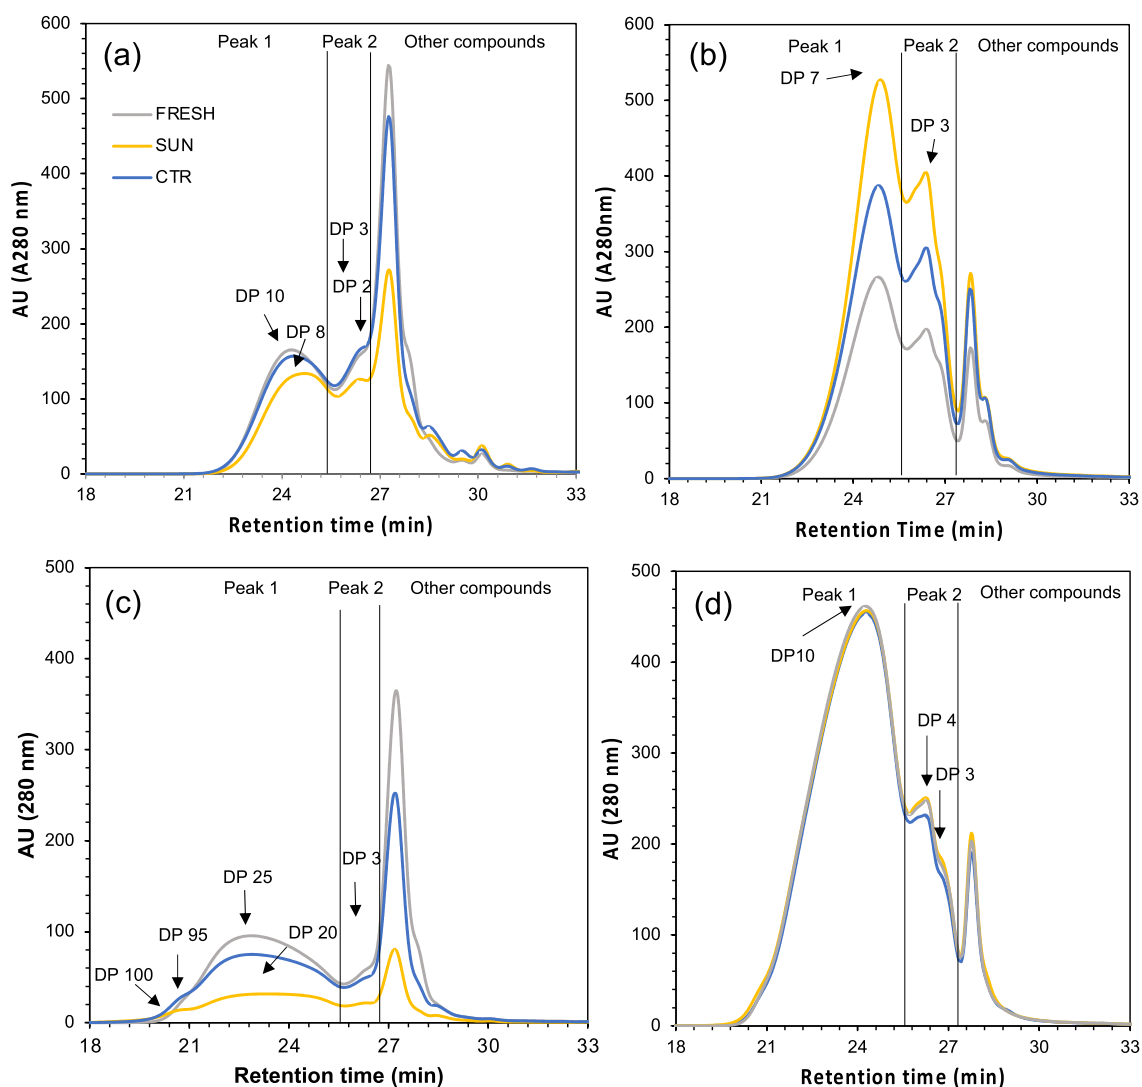 (a)
Peak 1 Peak 2 Other compounds
FRESH
SUN
CTR
DP 3
DP 2
DP 10
DP 8
AU (A280 nm)
600
500
400
300
200
100
0
18 21 24 27 30 33
Retention time (min)
(b)
Peak 1 Peak 2 Other compounds
DP 7
DP 3
AU (A280nm)
600
500
400
300
200
100
0
18 21 24 27 30 33
Retention Time (min)
(c)
Peak 1 Peak 2 Other compounds
DP 3
DP 25
DP 20
DP 95
DP 100
AU (280 nm)
500
400
300
200
100
0
18 21 24 27 30 33
Retention time (min)
(d)
Peak 1 Peak 2 Other compounds
DP10
DP 4
DP 3
AU (280 nm)
500
400
300
200
100
0
18 21 24 27 30 33
Retention time (min)